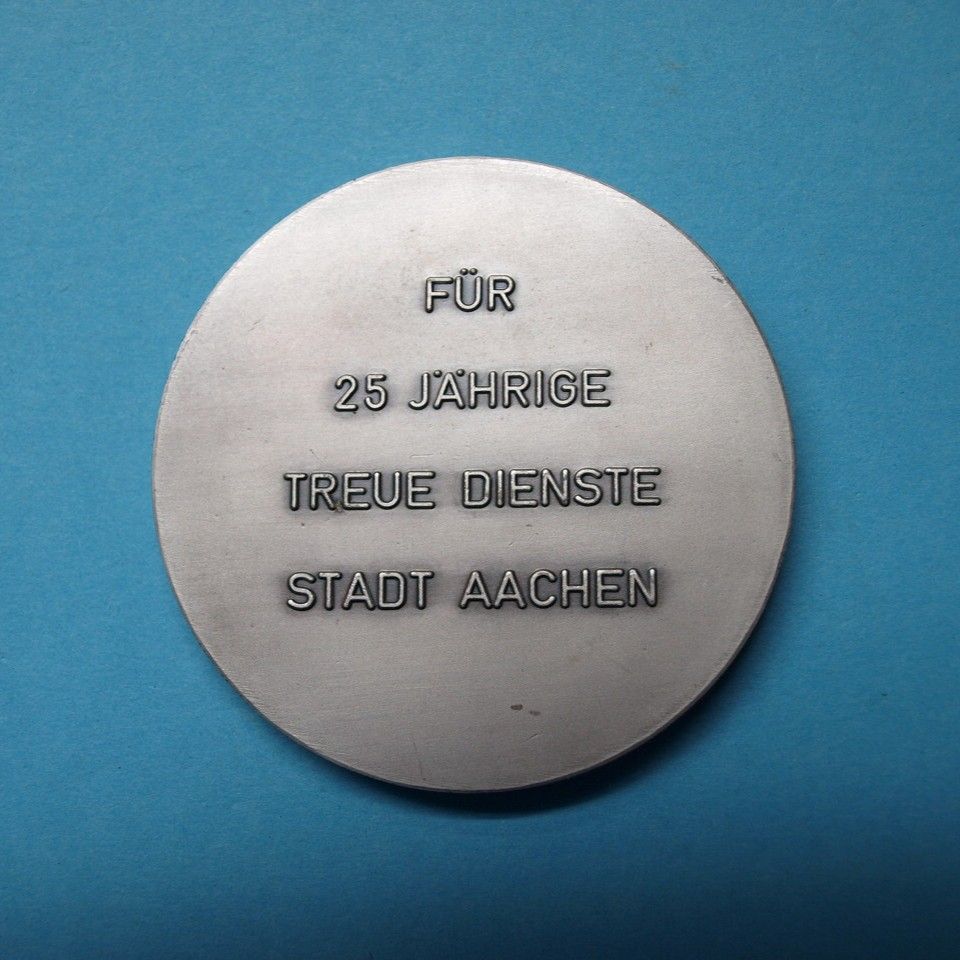 FÜR
25 JÄHRIGE
TREUE DIENSTE
STADT AACHEN